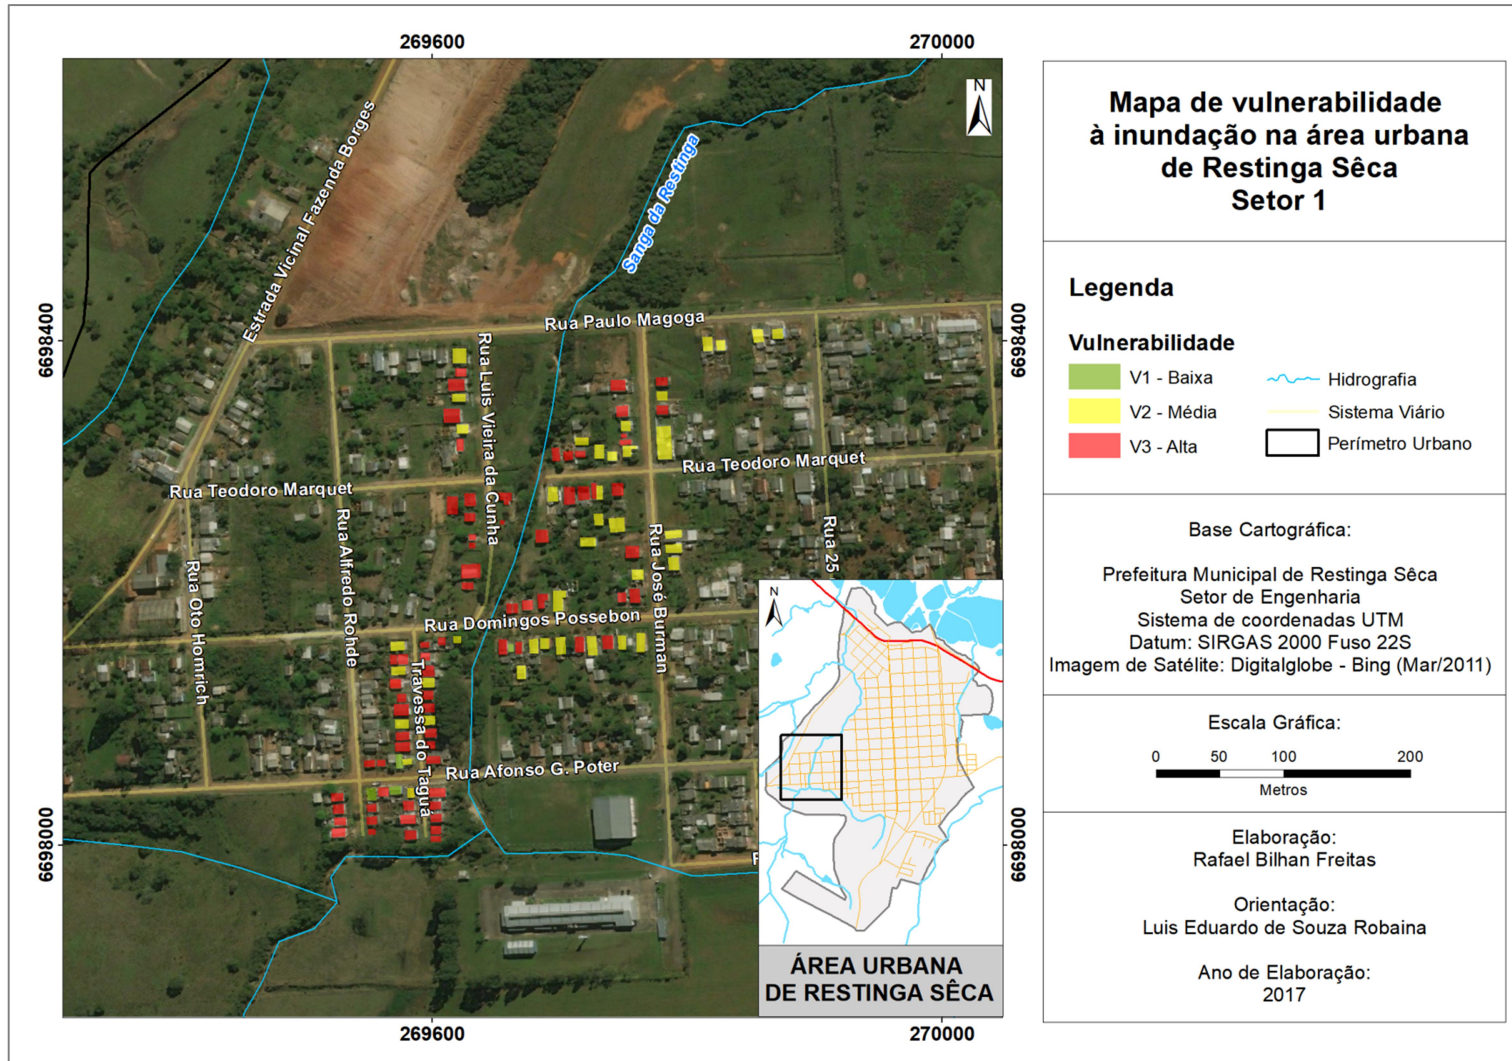 269600
270000
6698400
6698000
6698400
6698000
269600
270000
N
Estrada Vicinal Fazenda Borges
Sanga da Restinga
Rua Paulo Magoga
Rua Luis Vieira da Cunha
Rua Teodoro Marquet
Rua Teodoro Marquet
Rua Alfredo Rohde
Rua Oto Homrich
Rua José Burman
Rua 25
Rua Domingos Possebon
Travessa do Taguá
Rua Afonso G. Poter
N
ÁREA URBANA
DE RESTINGA SÊCA
Mapa de vulnerabilidade
à inundação na área urbana
de Restinga Sêca
Setor 1
Legenda
Vulnerabilidade
V1 - Baixa
V2 - Média
V3 - Alta
Hidrografia
Sistema Viário
Perímetro Urbano
Base Cartográfica:
Prefeitura Municipal de Restinga Sêca
Setor de Engenharia
Sistema de coordenadas UTM
Datum: SIRGAS 2000 Fuso 22S
Imagem de Satélite: Digitalglobe - Bing (Mar/2011)
Escala Gráfica:
0 50 100 200
Metros
Elaboração:
Rafael Bilhan Freitas
Orientação:
Luis Eduardo de Souza Robaina
Ano de Elaboração:
2017